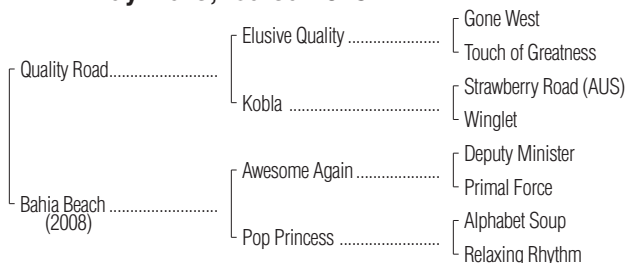 Gone West
Elusive Quality
Touch of Greatness
Quality Road
Strawberry Road (AUS)
Kobla
Winglet
Deputy Minister
Awesome Again
Primal Force
Bahia Beach
(2008)
Alphabet Soup
Pop Princess
Relaxing Rhythm